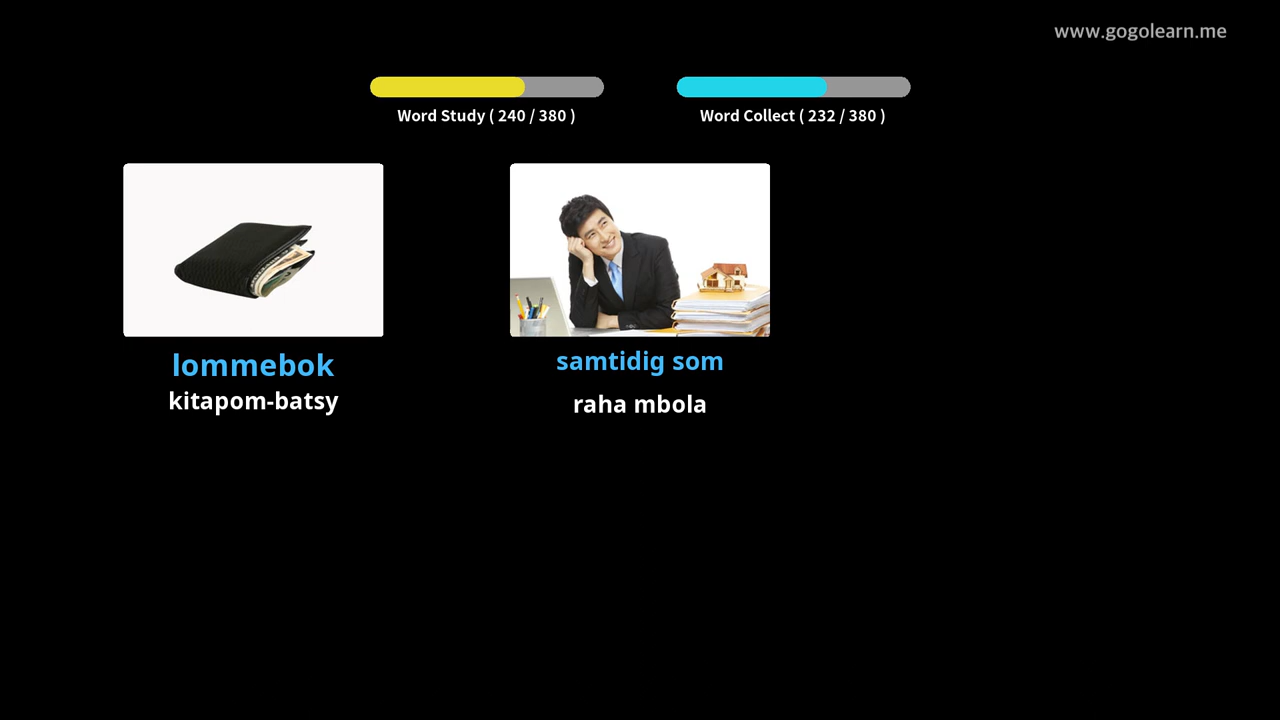 www.gogolearn.me
Word Study ( 240 / 380 )
Word Collect ( 232 / 380 )
lommebok
kitapom-batsy
samtidig som
raha mbola